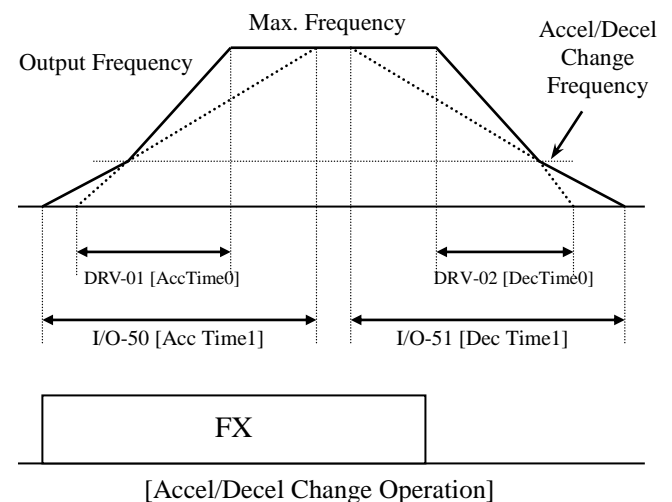 Max. Frequency
Output Frequency
Accel/Decel
Change
Frequency
DRV-01 [AccTime0]
DRV-02 [DecTime0]
I/O-50 [Acc Time1]
I/O-51 [Dec Time1]
FX
[Accel/Decel Change Operation]